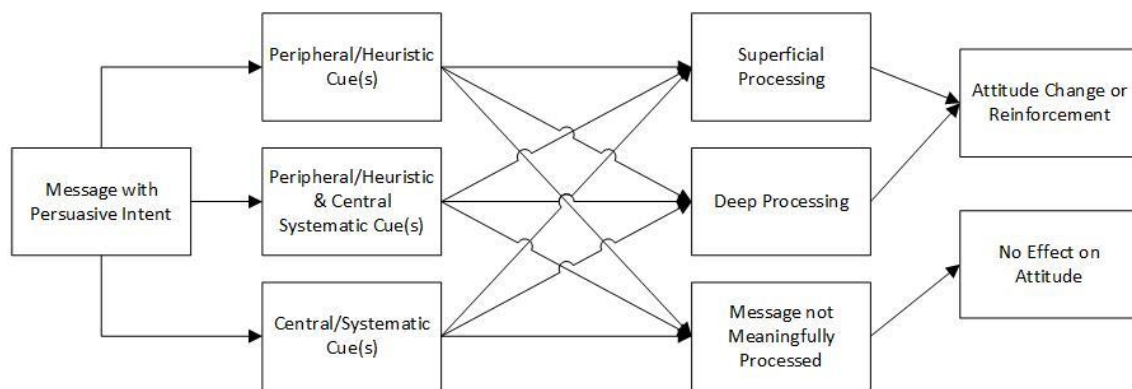 Message with
Persuasive Intent
Peripheral/Heuristic
Cue(s)
Peripheral/Heuristic
& Central
Systematic Cue(s)
Central/Systematic
Cue(s)
Superficial
Processing
Deep Processing
Message not
Meaningfully
Processed
Attitude Change or
Reinforcement
No Effect on
Attitude